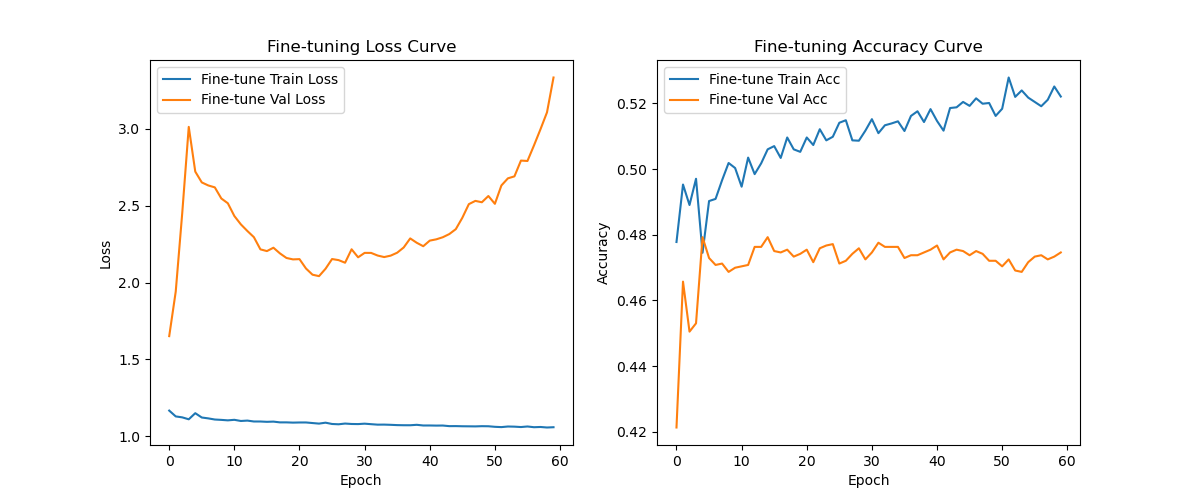 Fine-tuning Loss Curve
Fine-tune Train Loss
Fine-tune Val Loss
3.0
2.5
2.0
1.5
1.0
Loss
0 10 20 30 40 50 60
Epoch
Fine-tuning Accuracy Curve
Fine-tune Train Acc
Fine-tune Val Acc
0.52
0.50
0.48
0.46
0.44
0.42
Accuracy
0 10 20 30 40 50 60
Epoch